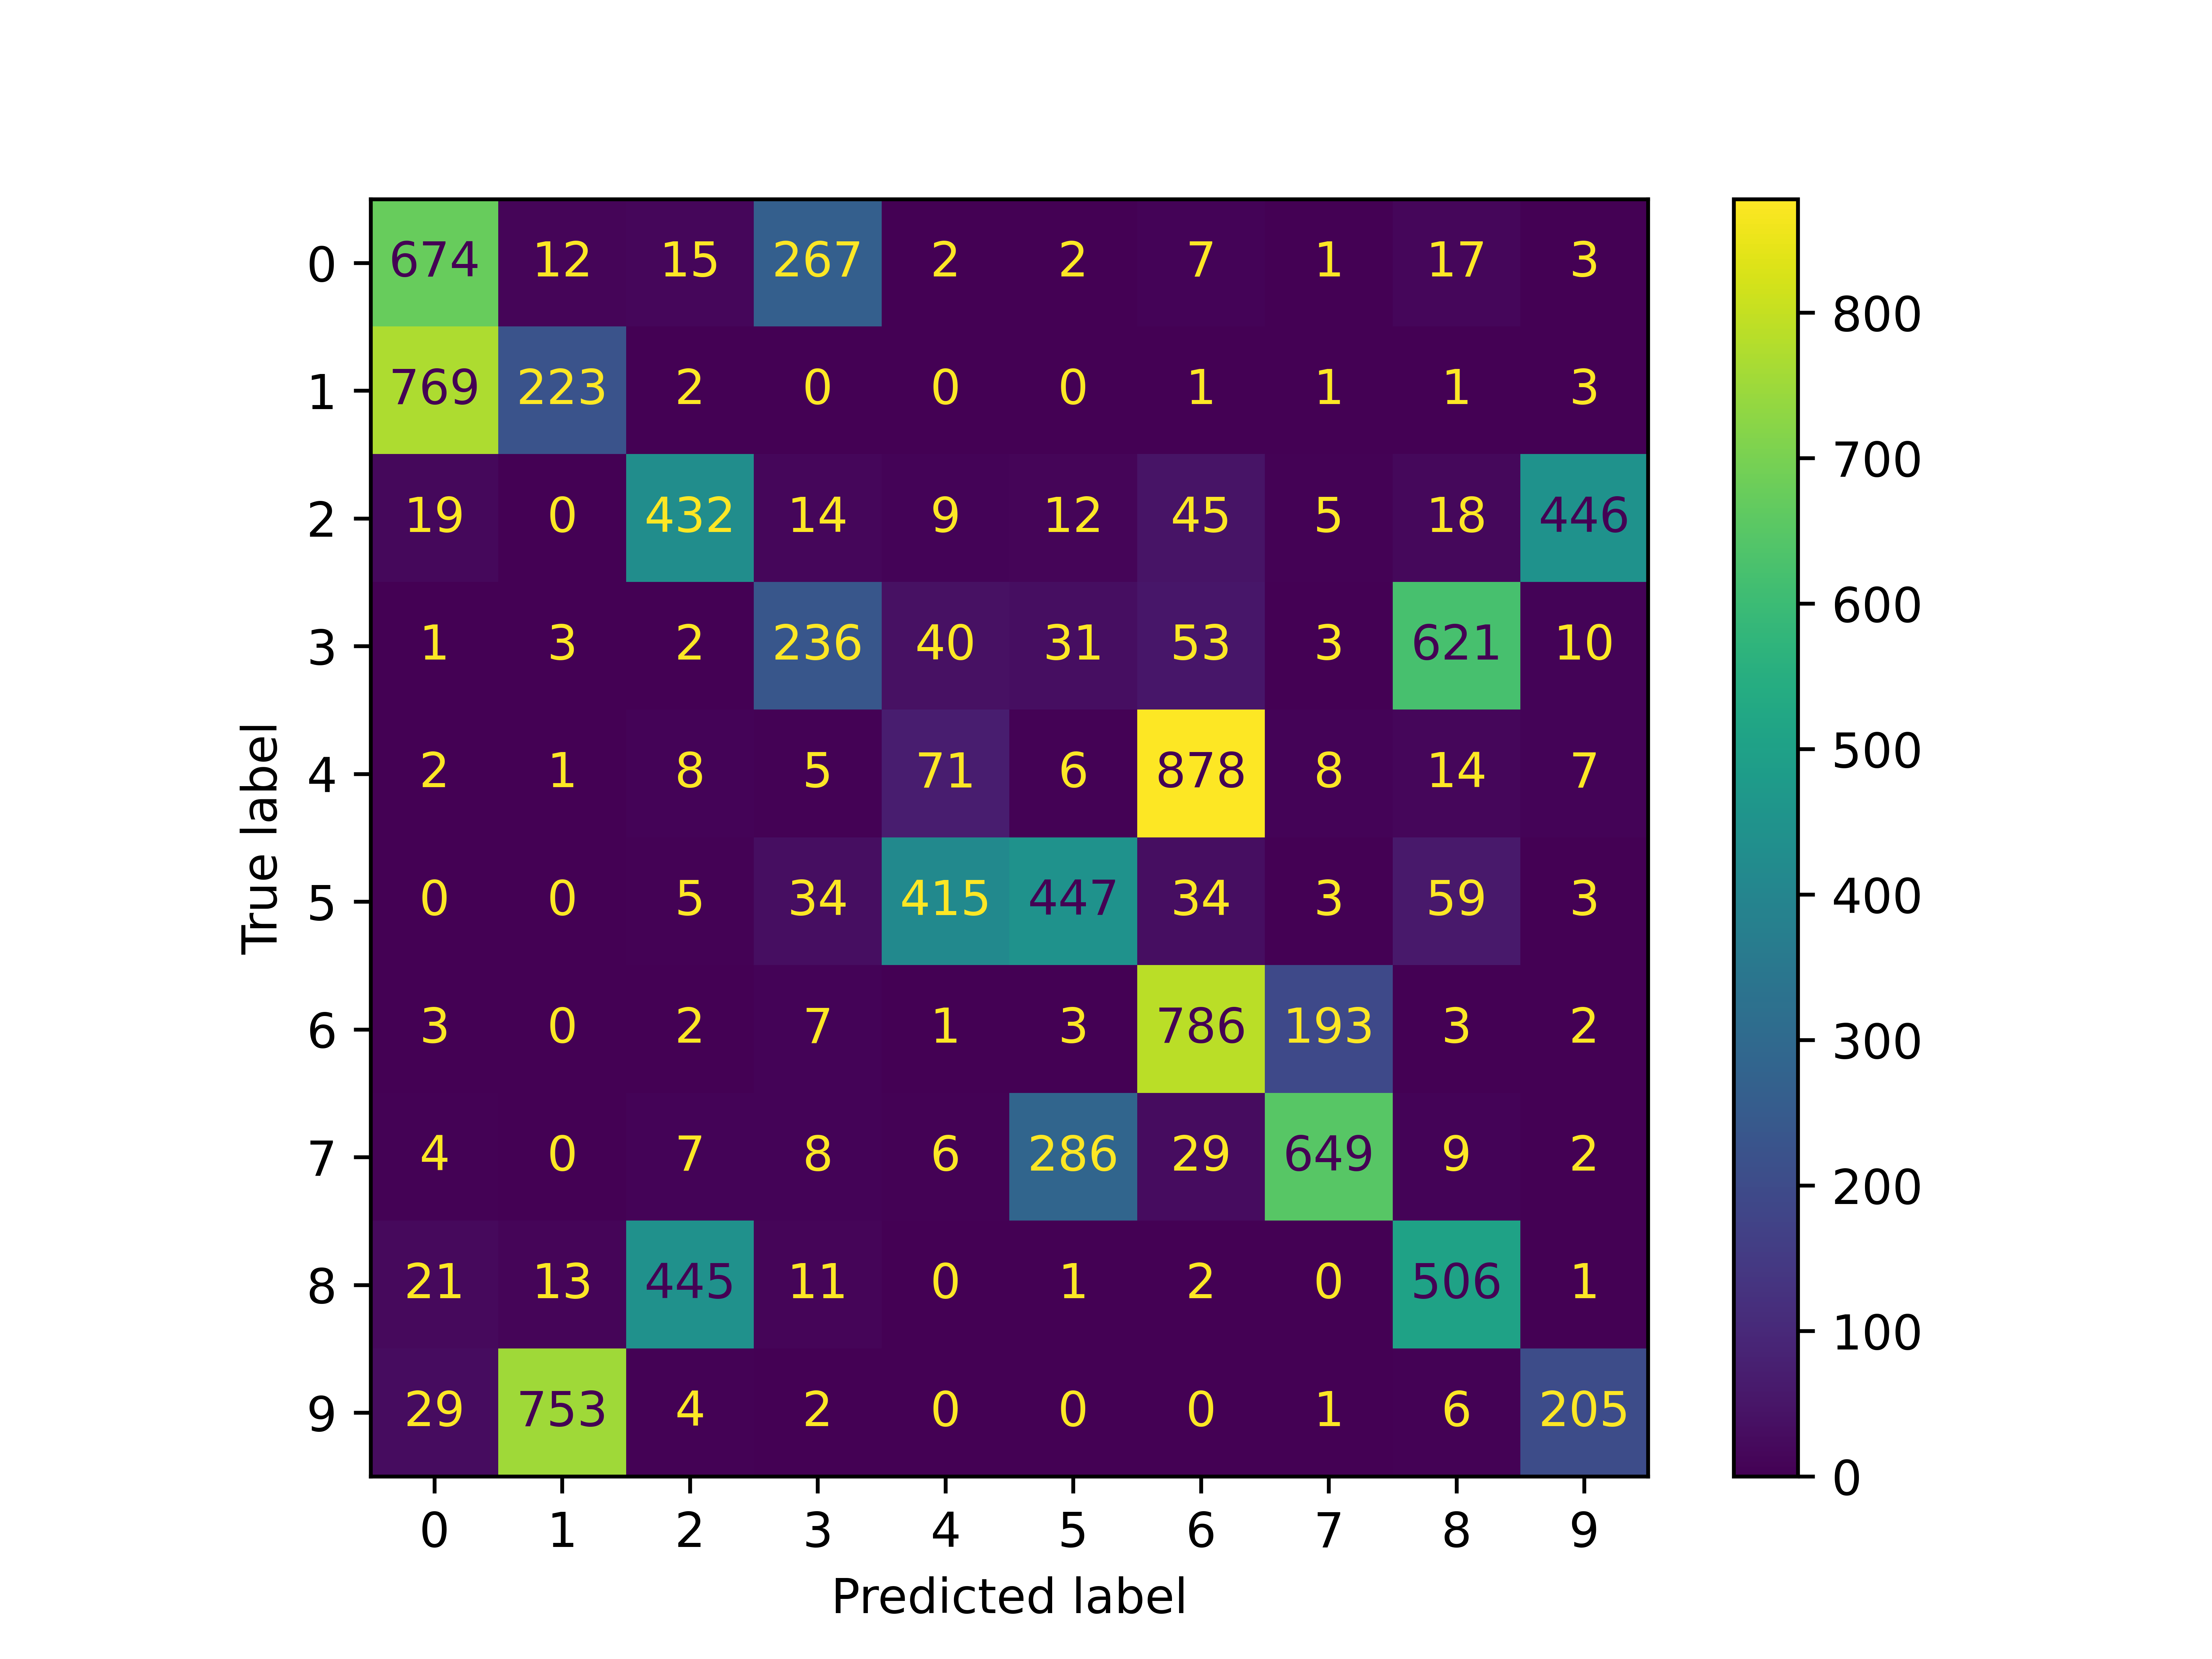 0 674 12 15 267 2 2 7 1 17 3
1 769 223 2 0 0 0 1 1 1 3
2 19 0 432 14 9 12 45 5 18 446
3 1 3 2 236 40 31 53 3 621 10
4 2 1 8 5 71 6 878 8 14 7
5 0 0 5 34 415 447 34 3 59 3
6 3 0 2 7 1 3 786 193 3 2
7 4 0 7 8 6 286 29 649 9 2
8 21 13 445 11 0 1 2 0 506 1
9 29 753 4 2 0 0 0 1 6 205
0 1 2 3 4 5 6 7 8 9
Predicted label
True label
800
700
600
500
400
300
200
100
0